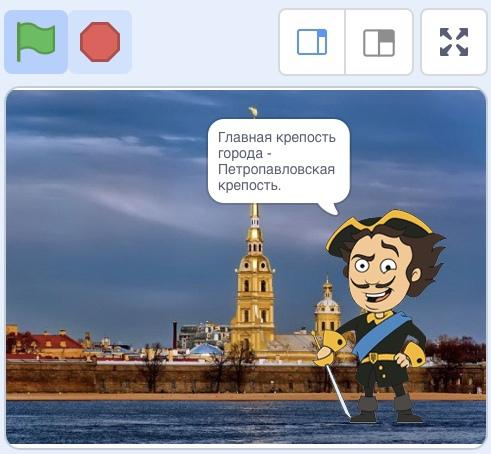 Главная крепость
города -
Петропавловская
крепость.